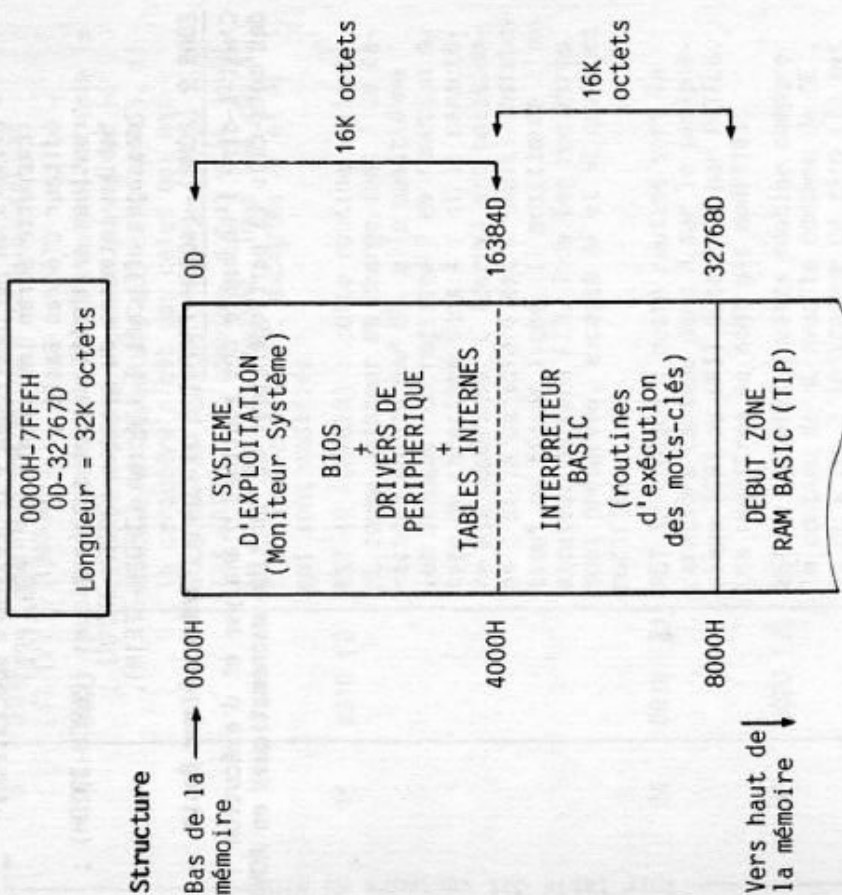 0000H-7FFFH
0D-32767D
Longueur = 32K octets
Structure
Bas de la
mémoire
0000H
0D
SYSTEME
D'EXPLOITATION
(Moniteur Système)
BIOS
+
DRIVERS DE
PERIPHERIQUE
+
TABLES INTERNES
16K octets
4000H
16384D
INTERPRETEUR
BASIC
(routines
d'exécution
des mots-clés)
16K
octets
8000H
32768D
DEBUT ZONE
RAM BASIC (TIP)
Vers haut de
la mémoire